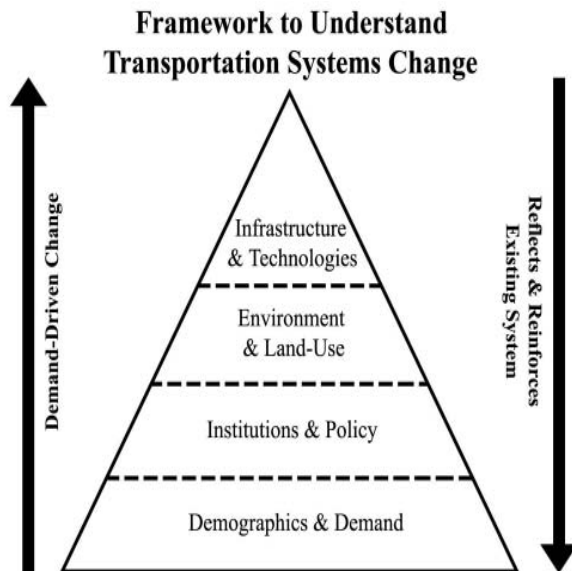 Framework to Understand
Transportation Systems Change
Demand-Driven Change
Infrastructure
& Technologies
Environment
& Land-Use
Institutions & Policy
Demographics & Demand
Reflects & Reinforces
Existing System